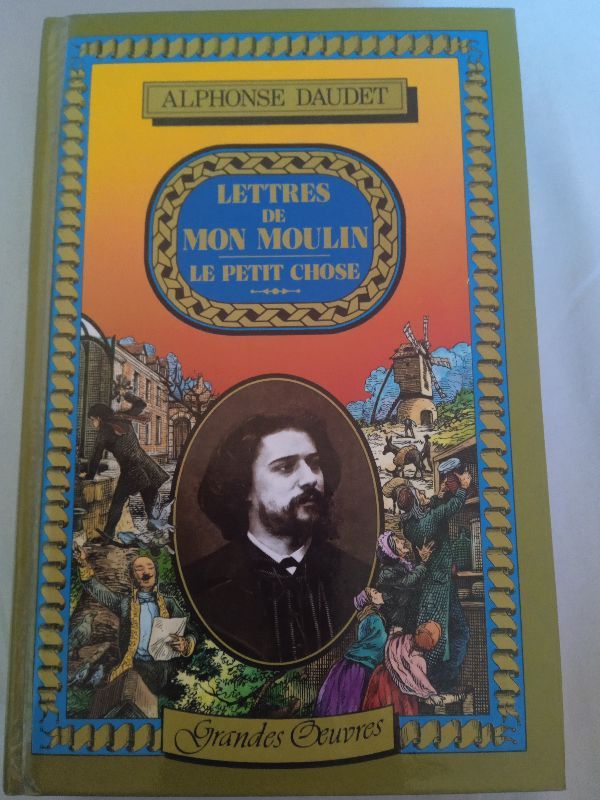 ALPHONSE DAUDET
LETTRES
DE
MON MOULIN
LE PETIT CHOSE
Grandes Œuvres